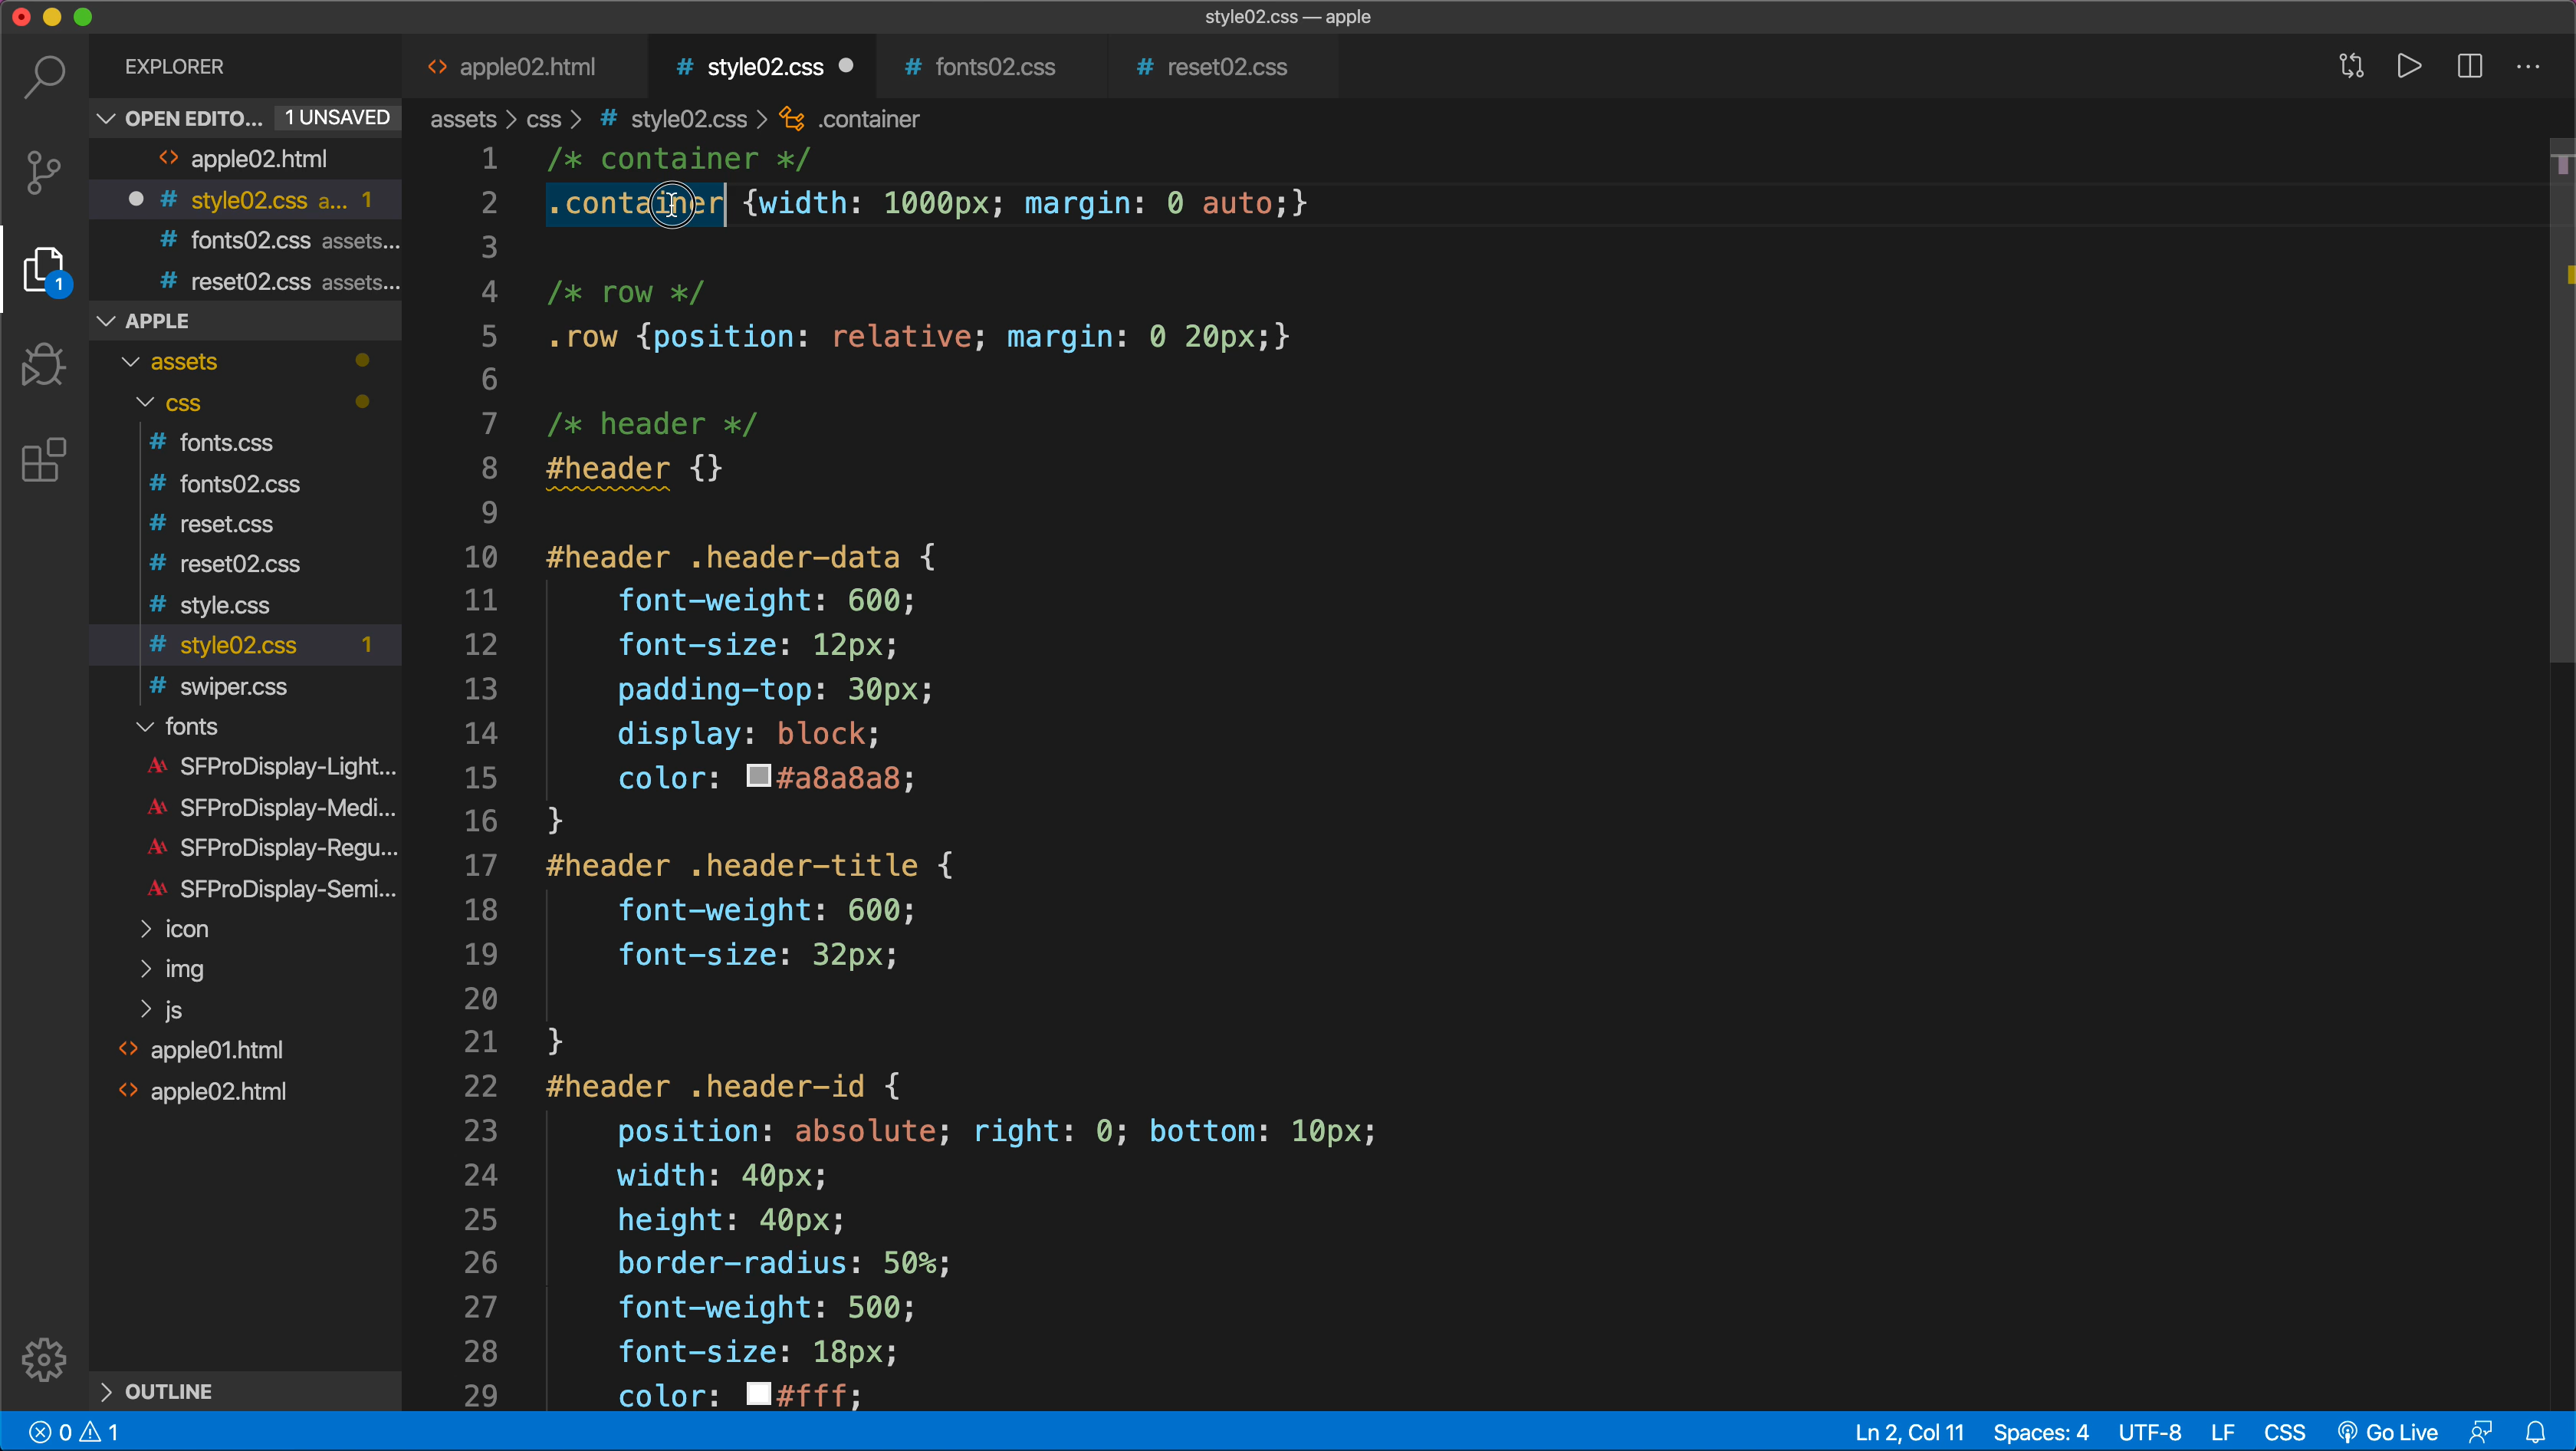 style02.css — apple
EXPLORER
apple02.html
# style02.css
# fonts02.css
# reset02.css
OPEN EDITO... 1 UNSAVED
apple02.html
# style02.css a... 1
# fonts02.css assets...
# reset02.css assets...
APPLE
assets
css
# fonts.css
# fonts02.css
# reset.css
# reset02.css
# style.css
# style02.css 1
# swiper.css
fonts
SFProDisplay-Light...
SFProDisplay-Medi...
SFProDisplay-Regu...
SFProDisplay-Semi...
icon
img
js
apple01.html
apple02.html
OUTLINE
1
assets > css > # style02.css > .container
1 /* container */
2 .container {width: 1000px; margin: 0 auto;}
3
4 /* row */
5 .row {position: relative; margin: 0 20px;}
6
7 /* header */
8 #header {}
9
10 #header .header-data {
11 font-weight: 600;
12 font-size: 12px;
13 padding-top: 30px;
14 display: block;
15 color: #a8a8a8;
16 }
17 #header .header-title {
18 font-weight: 600;
19 font-size: 32px;
20
21 }
22 #header .header-id {
23 position: absolute; right: 0; bottom: 10px;
24 width: 40px;
25 height: 40px;
26 border-radius: 50%;
27 font-weight: 500;
28 font-size: 18px;
29 color: #fff;
0 1 Ln 2, Col 11 Spaces: 4 UTF-8 LF CSS Go Live